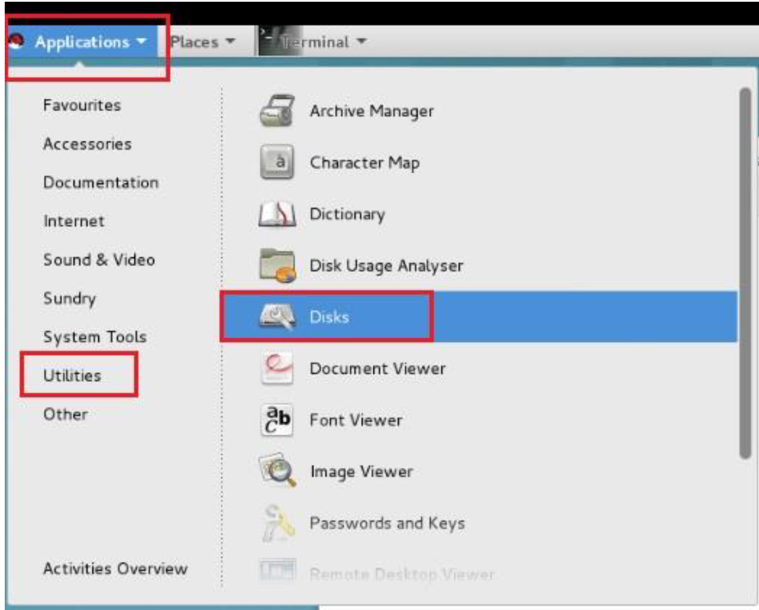 Applications Places Terminal
Favourites
Accessories
Documentation
Internet
Sound & Video
Sundry
System Tools
Utilities
Other
Activities Overview
Archive Manager
Character Map
Dictionary
Disk Usage Analyser
Disks
Document Viewer
Font Viewer
Image Viewer
Passwords and Keys
Remote Desktop Viewer